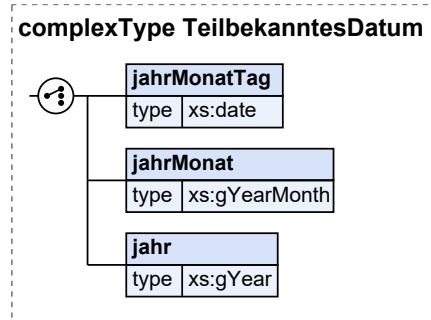 complexType TeilbekanntesDatum
jahrMonatTag
type xs:date
jahrMonat
type xs:gYearMonth
jahr
type xs:gYear